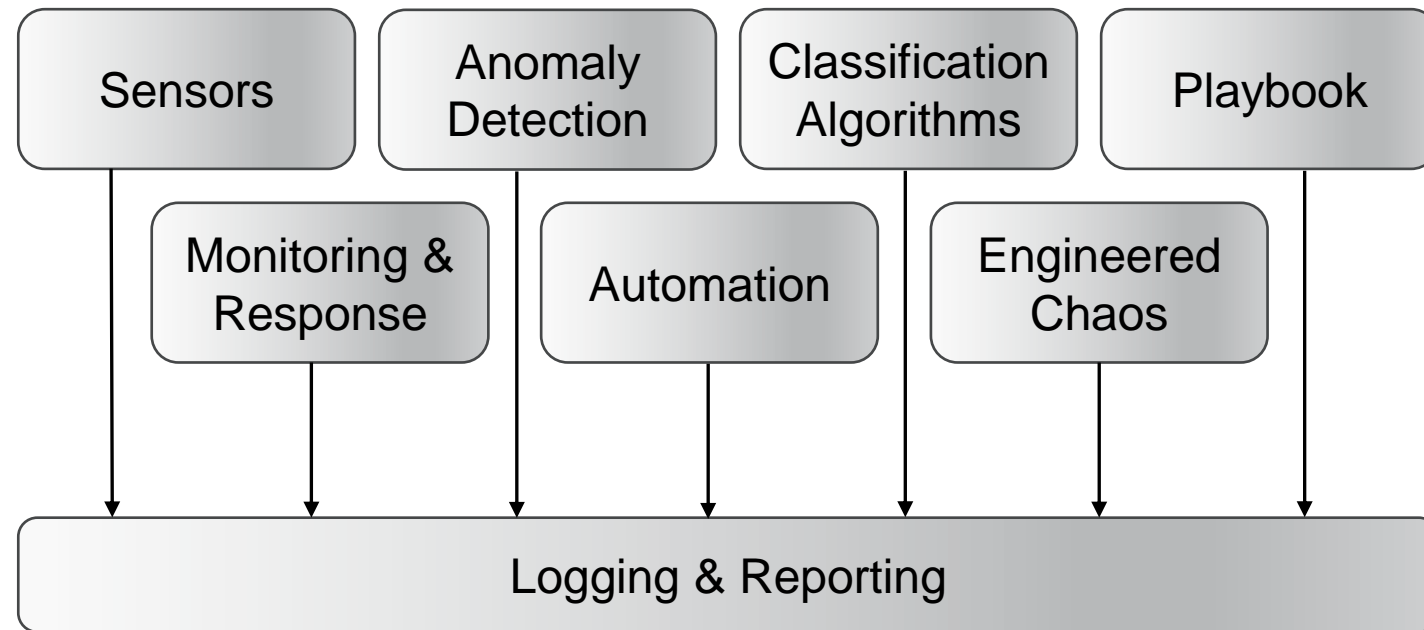 Sensors
Anomaly
Detection
Classification
Algorithms
Playbook
Monitoring &
Response
Automation
Engineered
Chaos
Logging & Reporting